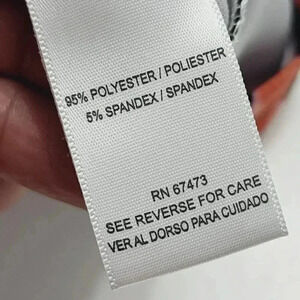 95% POLYESTER / POLIESTER
5% SPANDEX / SPANDEX
RN 67473
SEE REVERSE FOR CARE
VER AL DORSO PARA CUIDADO